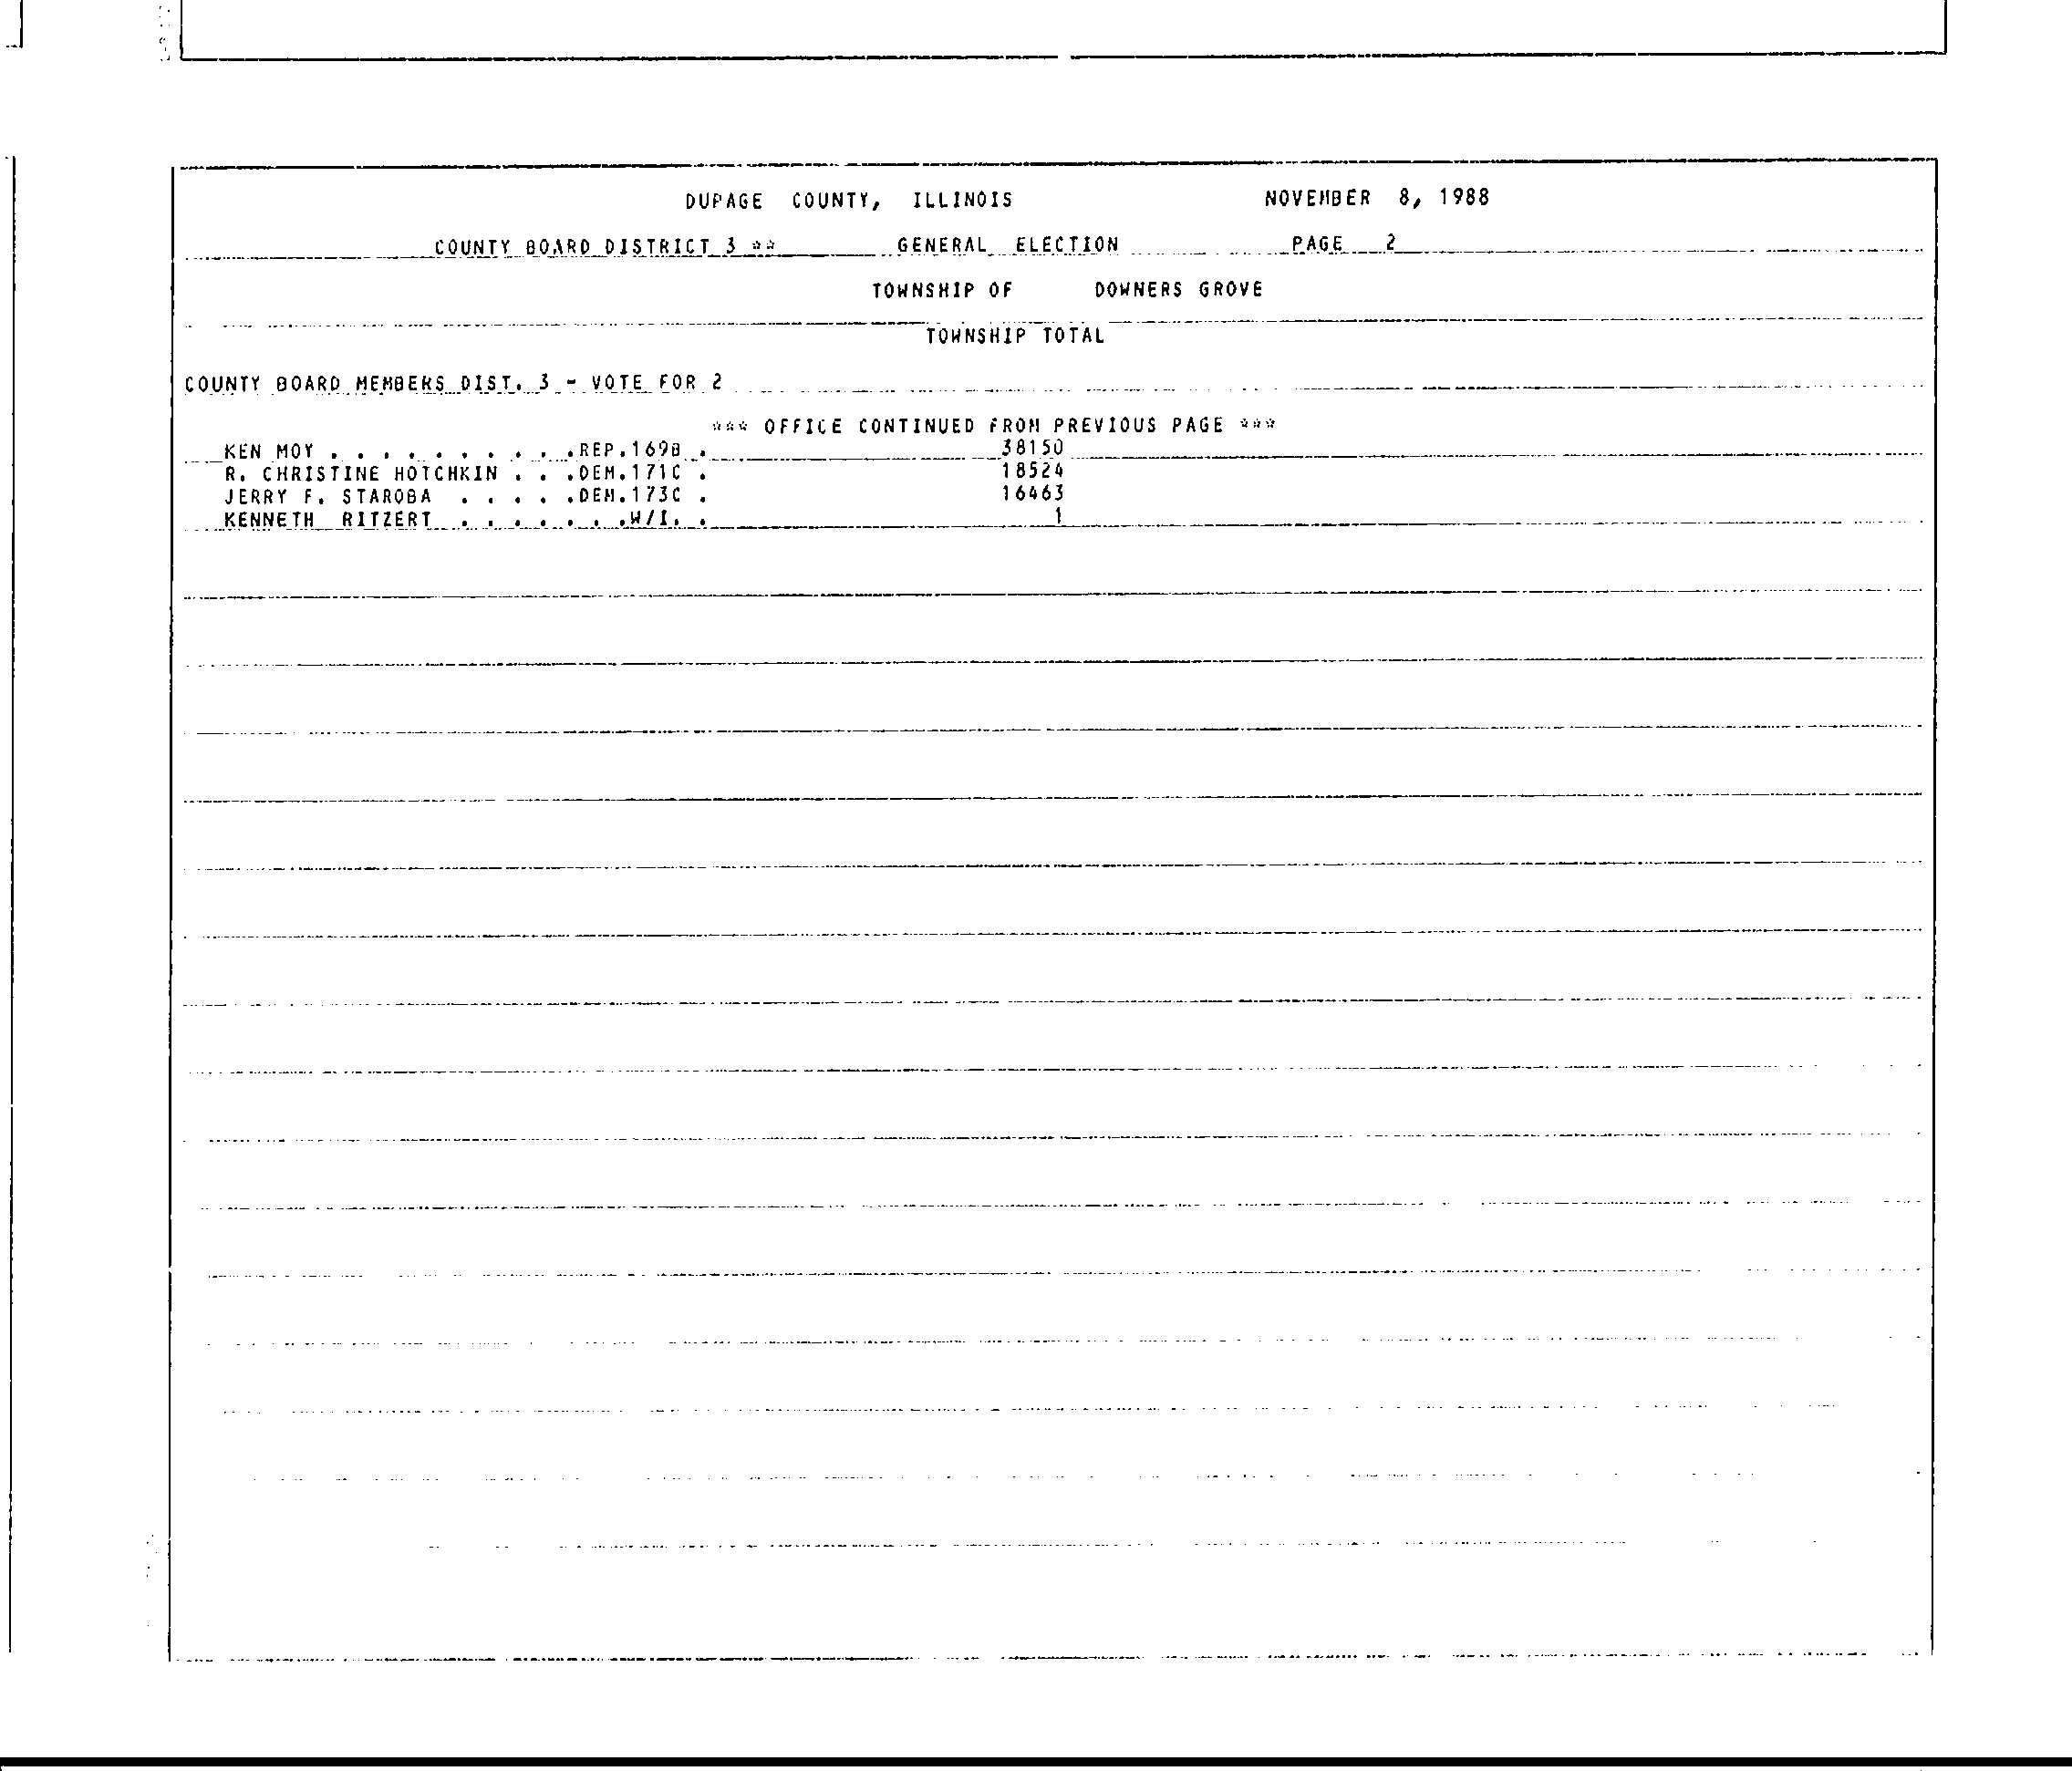 DUPAGE COUNTY, ILLINOIS NOVEMBER 8, 1988
COUNTY BOARD DISTRICT 3 ** GENERAL ELECTION PAGE 2
TOWNSHIP OF DOWNERS GROVE
TOWNSHIP TOTAL
COUNTY BOARD MEMBERS DIST. 3 - VOTE FOR 2
*** OFFICE CONTINUED FROM PREVIOUS PAGE ***
KEN MOY . . . . . . . . . .REP.169B . 38150
R. CHRISTINE HOTCHKIN . . .DEM.171C . 18524
JERRY F. STAROBA . . . . .DEM.173C . 16463
KENNETH RITZERT . . . . . . .W/I. . 1